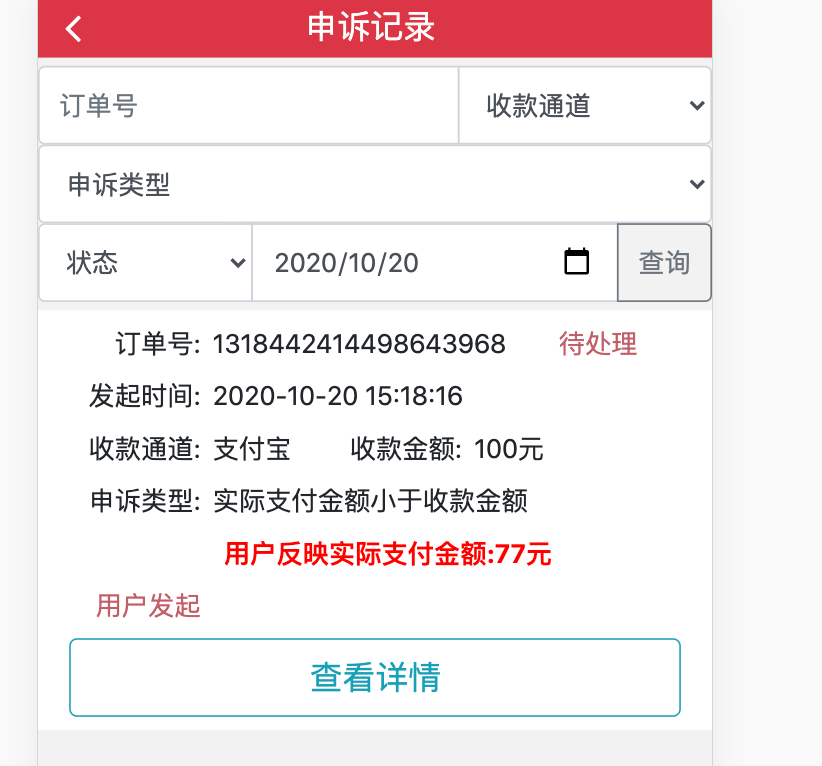 申诉记录
订单号 收款通道
申诉类型
状态 2020/10/20 查询
订单号: 1318442414498643968 待处理
发起时间: 2020-10-20 15:18:16
收款通道: 支付宝 收款金额: 100元
申诉类型: 实际支付金额小于收款金额
用户反映实际支付金额:77元
用户发起
查看详情